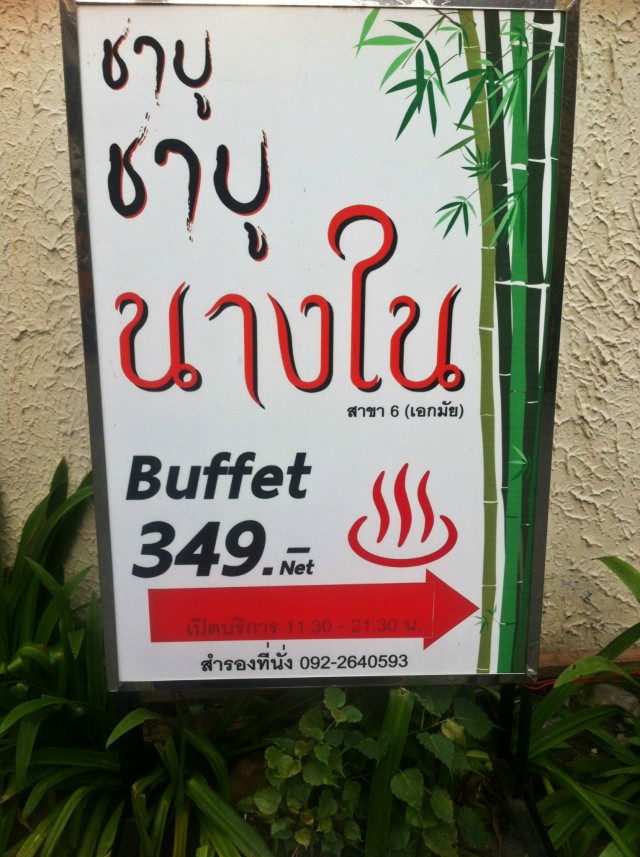 ชาบู
ชาบู
นางใน
สาขา 6 (เอกมัย)
Buffet
349.– Net
เปิดบริการ 11.30 - 21.30 น.
สำรองที่นั่ง 092-2640593